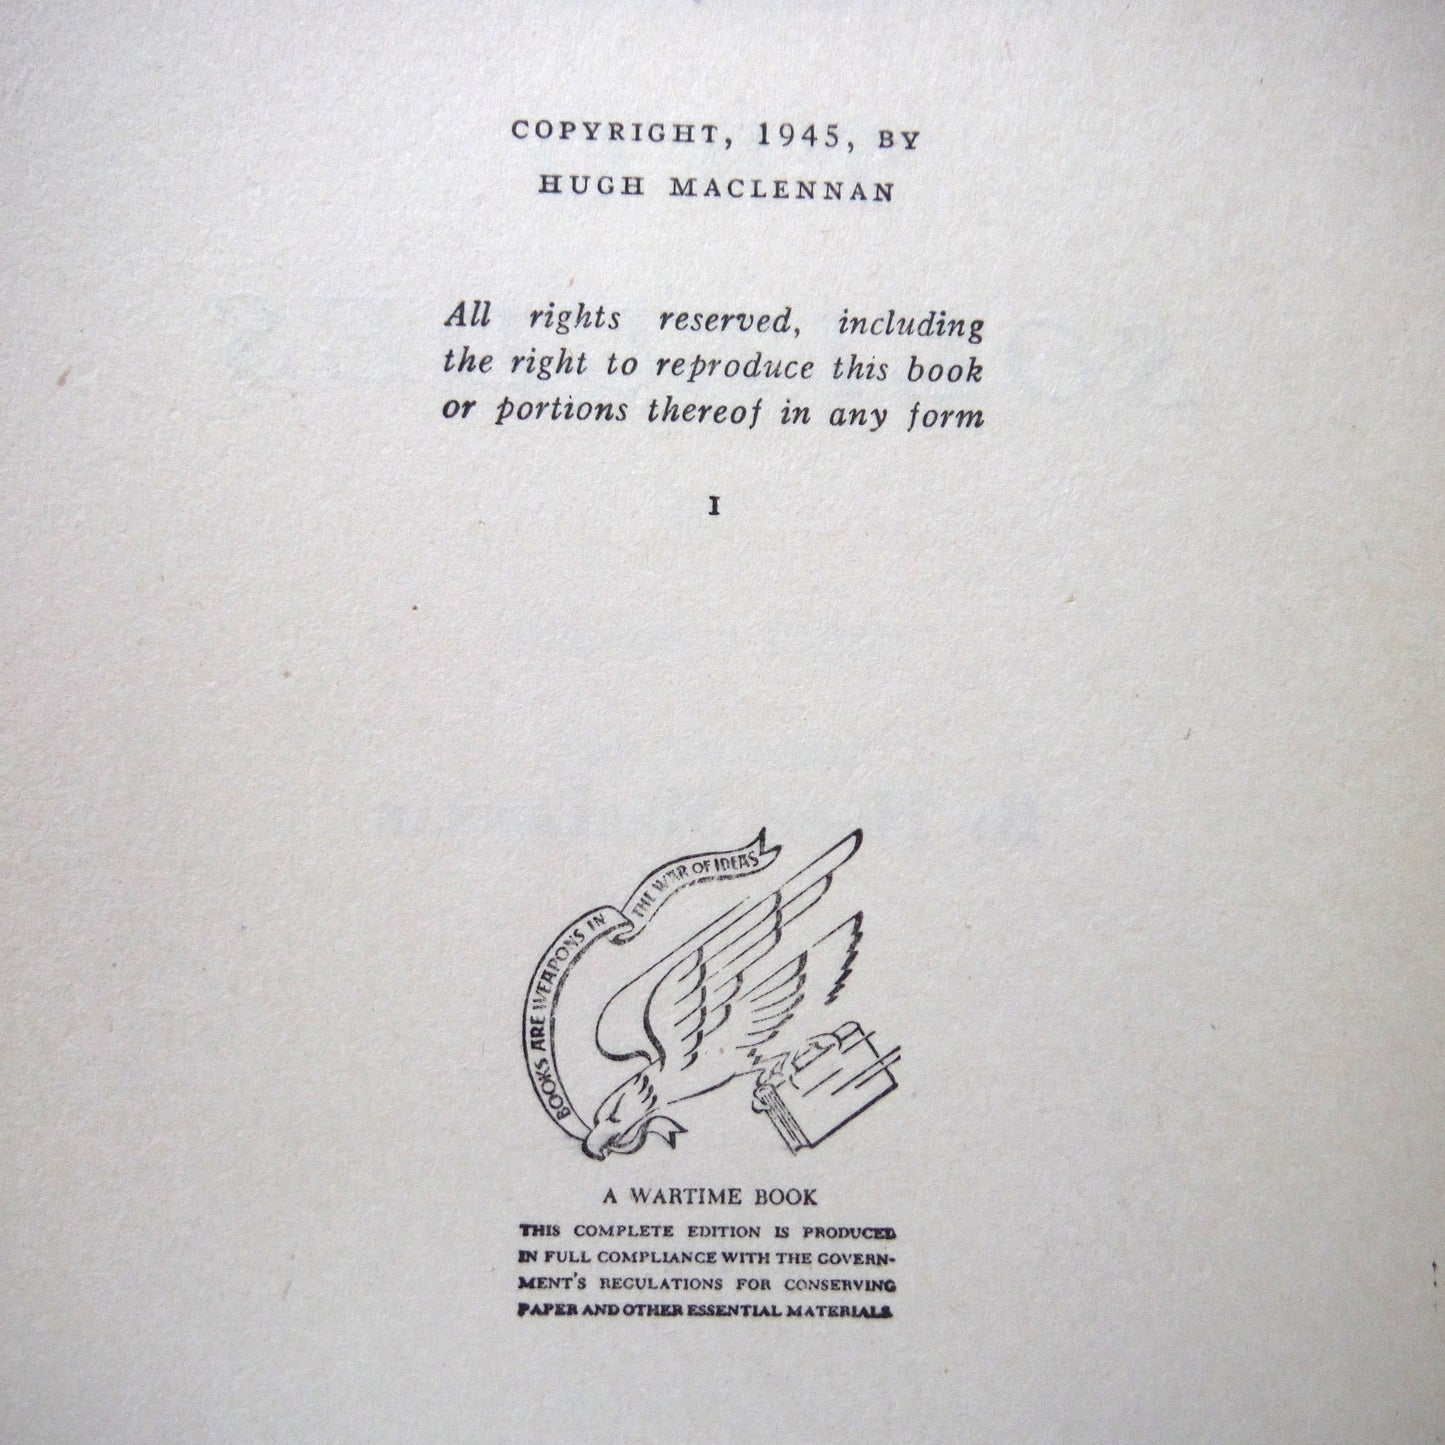 COPYRIGHT, 1945, BY
HUGH MACLENNAN
All rights reserved, including
the right to reproduce this book
or portions thereof in any form
I
BOOKS ARE WEAPONS IN
THE WAR OF IDEAS
A WARTIME BOOK
THIS COMPLETE EDITION IS PRODUCED
IN FULL COMPLIANCE WITH THE GOVERN-
MENT'S REGULATIONS FOR CONSERVING
PAPER AND OTHER ESSENTIAL MATERIALS